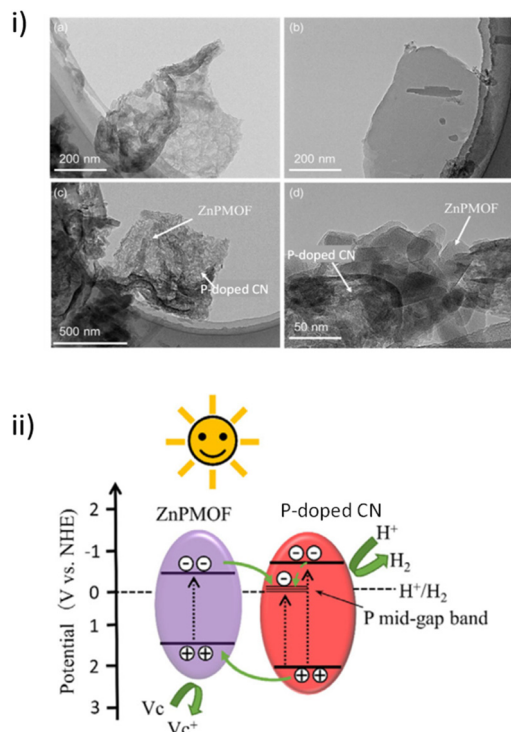 i)
(a)
200 nm
(b)
200 nm
(c)
ZnPMOF
P-doped CN
500 nm
(d)
ZnPMOF
P-doped CN
50 nm
ii)
ZnPMOF
P-doped CN
Potential (V vs. NHE)
2
-1
0
1
2
3
H⁺
H₂
H⁺/H₂
P mid-gap band
Vc
Vc⁺